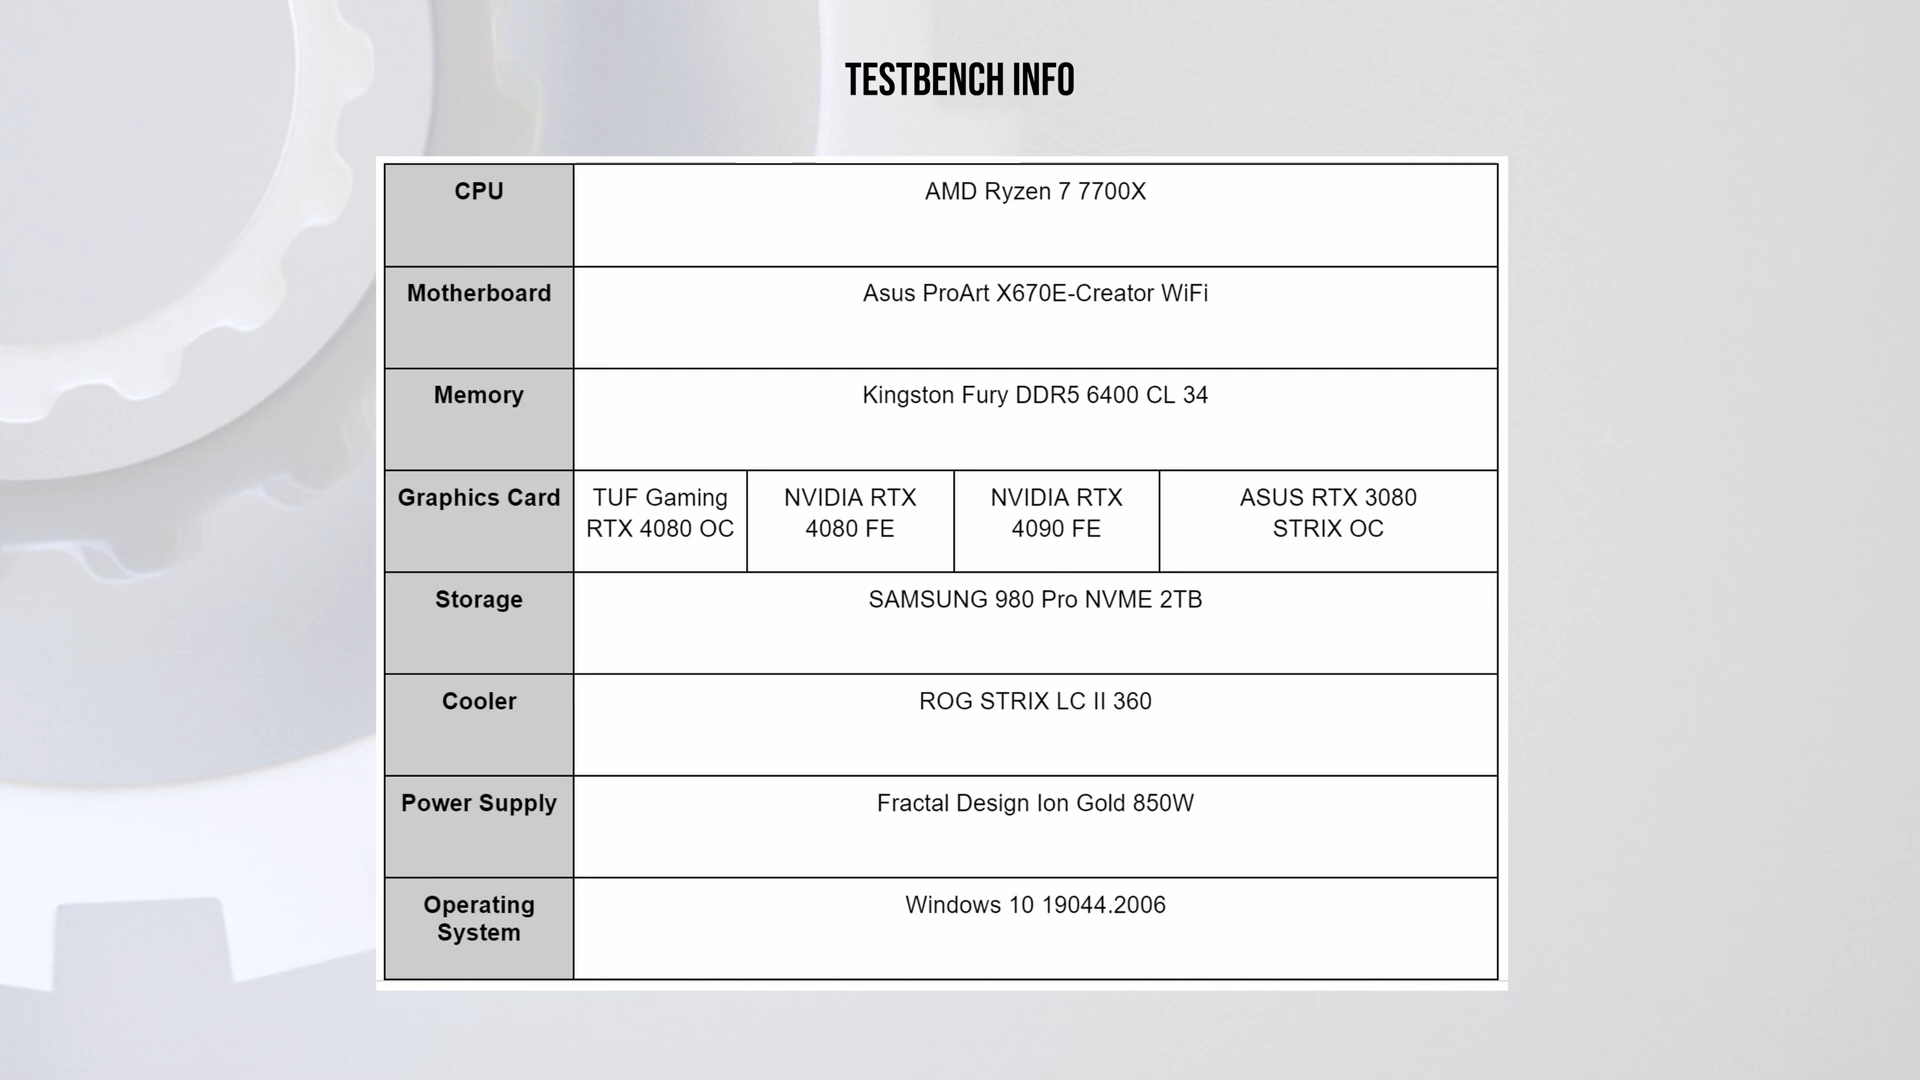 TESTBENCH INFO
CPU
AMD Ryzen 7 7700X
Motherboard
Asus ProArt X670E-Creator WiFi
Memory
Kingston Fury DDR5 6400 CL 34
Graphics Card
TUF Gaming
RTX 4080 OC
NVIDIA RTX
4080 FE
NVIDIA RTX
4090 FE
ASUS RTX 3080
STRIX OC
Storage
SAMSUNG 980 Pro NVME 2TB
Cooler
ROG STRIX LC II 360
Power Supply
Fractal Design Ion Gold 850W
Operating
System
Windows 10 19044.2006